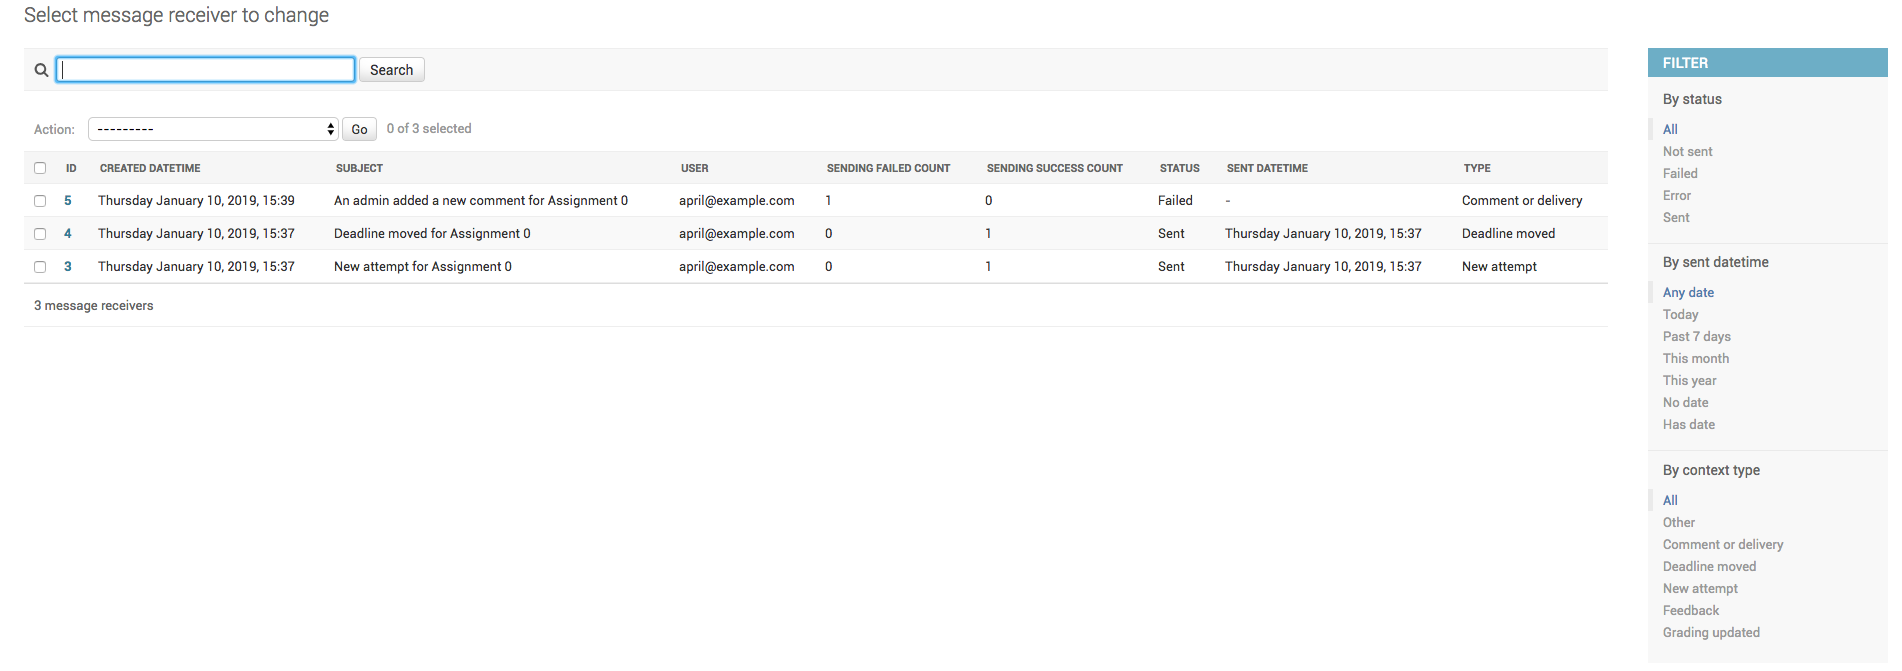 Select message receiver to change
Search
Action: --------- Go 0 of 3 selected
ID CREATED DATETIME SUBJECT USER SENDING FAILED COUNT SENDING SUCCESS COUNT STATUS SENT DATETIME TYPE
5 Thursday January 10, 2019, 15:39 An admin added a new comment for Assignment 0 april@example.com 1 0 Failed - Comment or delivery
4 Thursday January 10, 2019, 15:37 Deadline moved for Assignment 0 april@example.com 0 1 Sent Thursday January 10, 2019, 15:37 Deadline moved
3 Thursday January 10, 2019, 15:37 New attempt for Assignment 0 april@example.com 0 1 Sent Thursday January 10, 2019, 15:37 New attempt
3 message receivers
FILTER
By status
All
Not sent
Failed
Error
Sent
By sent datetime
Any date
Today
Past 7 days
This month
This year
No date
Has date
By context type
All
Other
Comment or delivery
Deadline moved
New attempt
Feedback
Grading updated